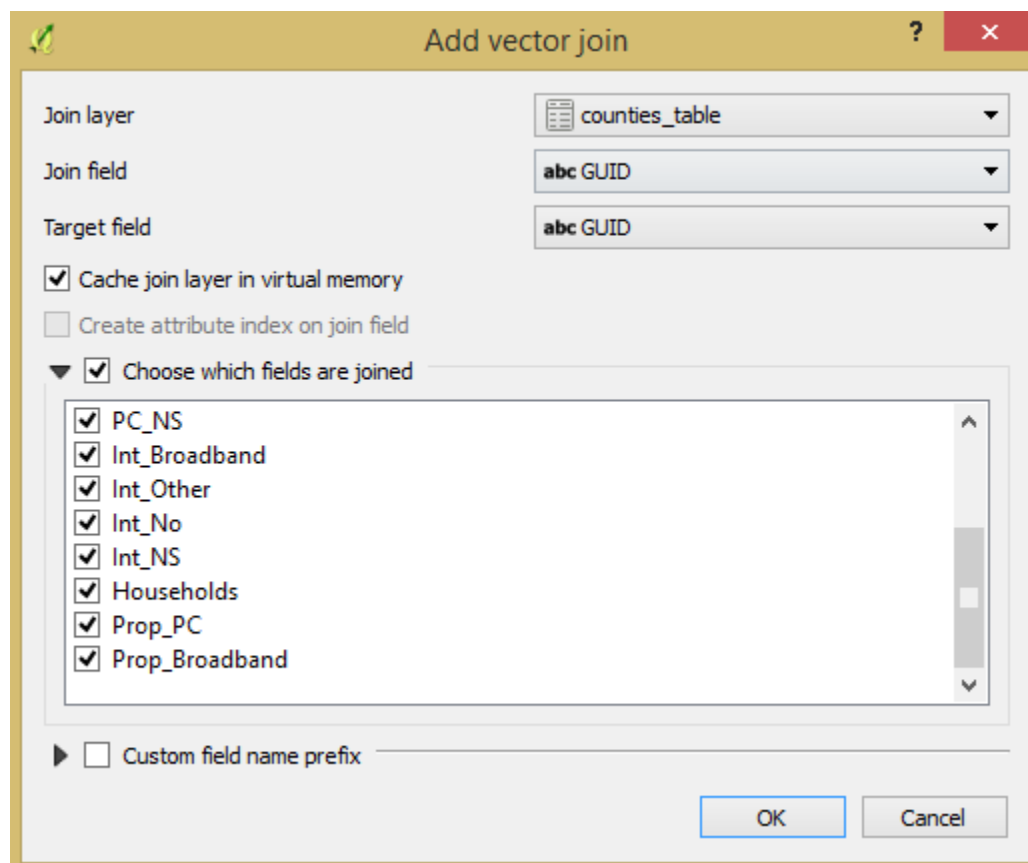 Add vector join ? ×
Join layer counties_table
Join field abc GUID
Target field abc GUID
Cache join layer in virtual memory
Create attribute index on join field
Choose which fields are joined
PC_NS
Int_Broadband
Int_Other
Int_No
Int_NS
Households
Prop_PC
Prop_Broadband
Custom field name prefix
OK Cancel